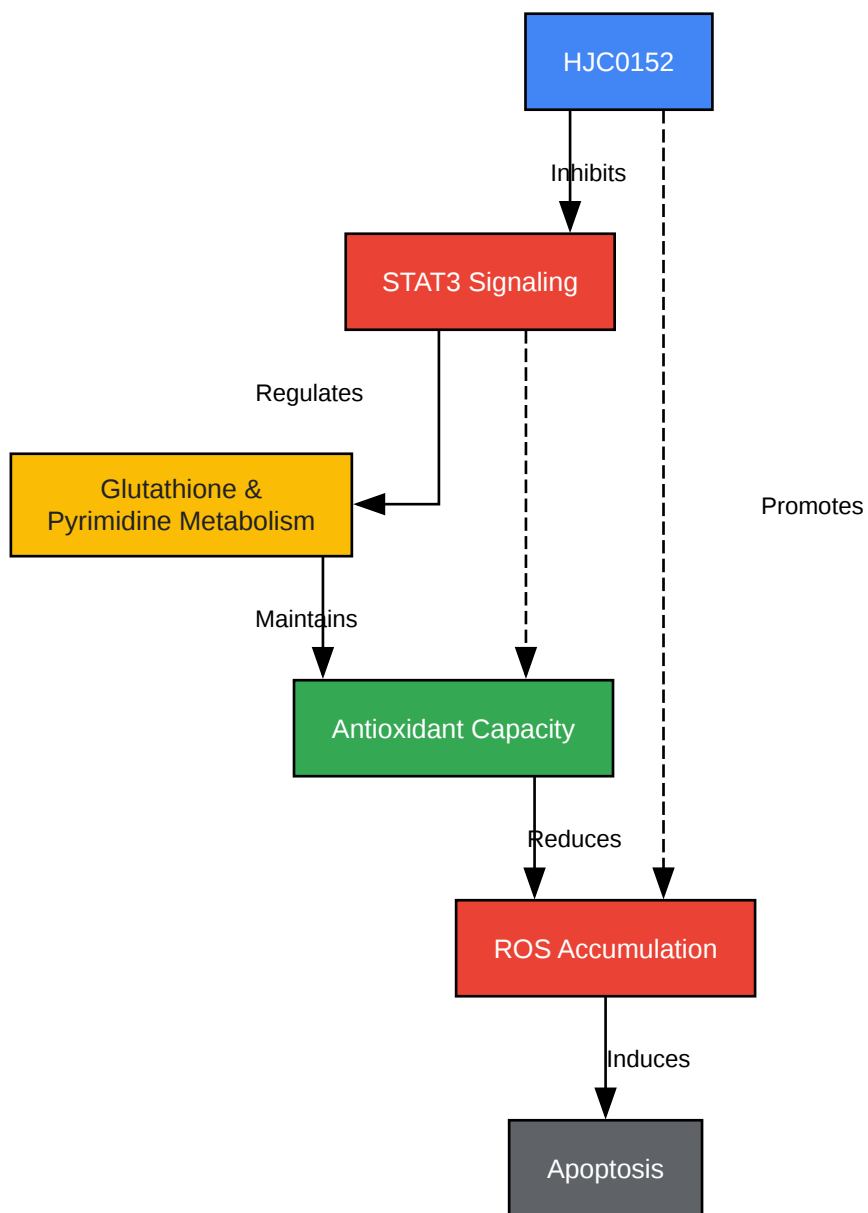 HJC0152
Inhibits
STAT3 Signaling
Regulates
Glutathione &
Pyrimidine Metabolism
Promotes
Maintains
Antioxidant Capacity
Reduces
ROS Accumulation
Induces
Apoptosis